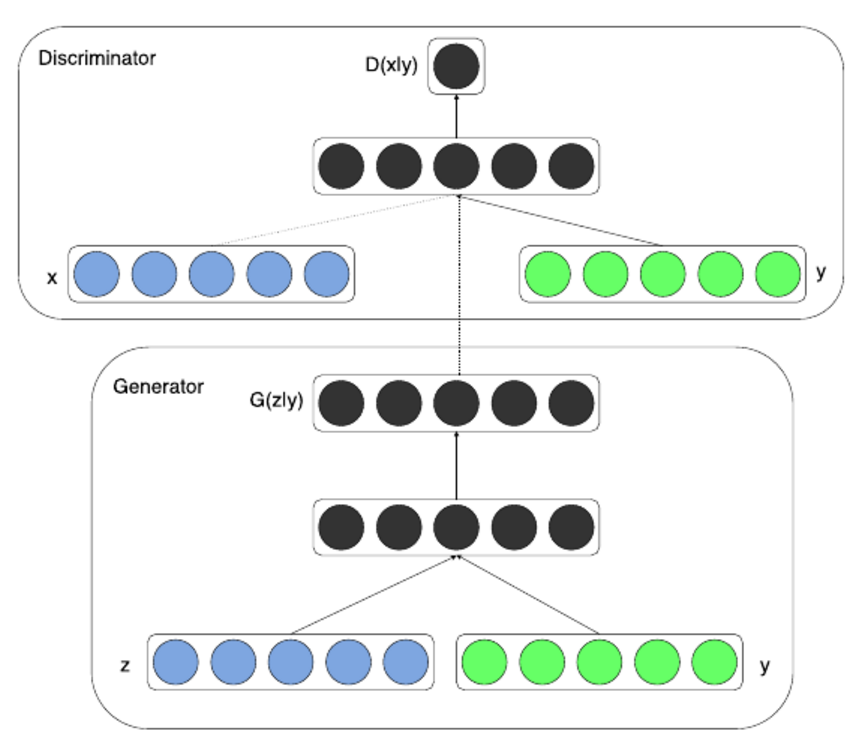 Discriminator
D(x|y)
x
y
Generator
G(z|y)
z
y